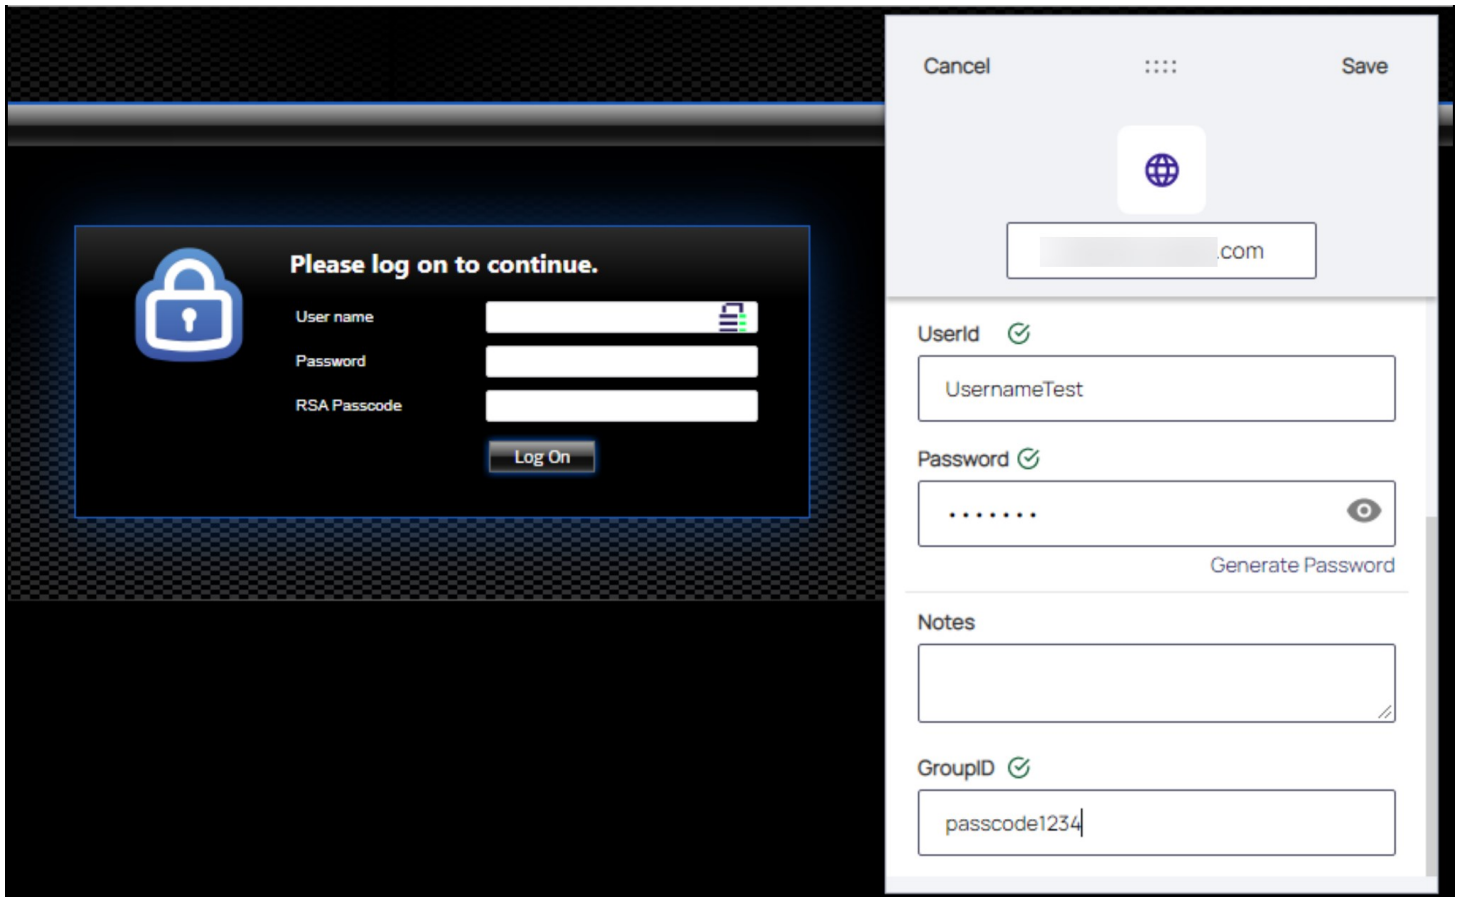 Please log on to continue.
User name
Password
RSA Passcode
Log On
Cancel
Save
.com
UserId
UsernameTest
Password
Generate Password
Notes
GroupID
passcode1234